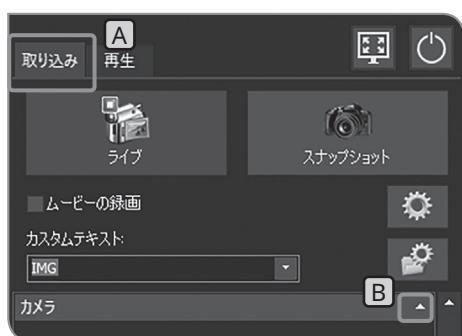 A
取り込み 再生
ライブ スナップショット
ムービーの録画
カスタムテキスト:
IMG
B
カメラ